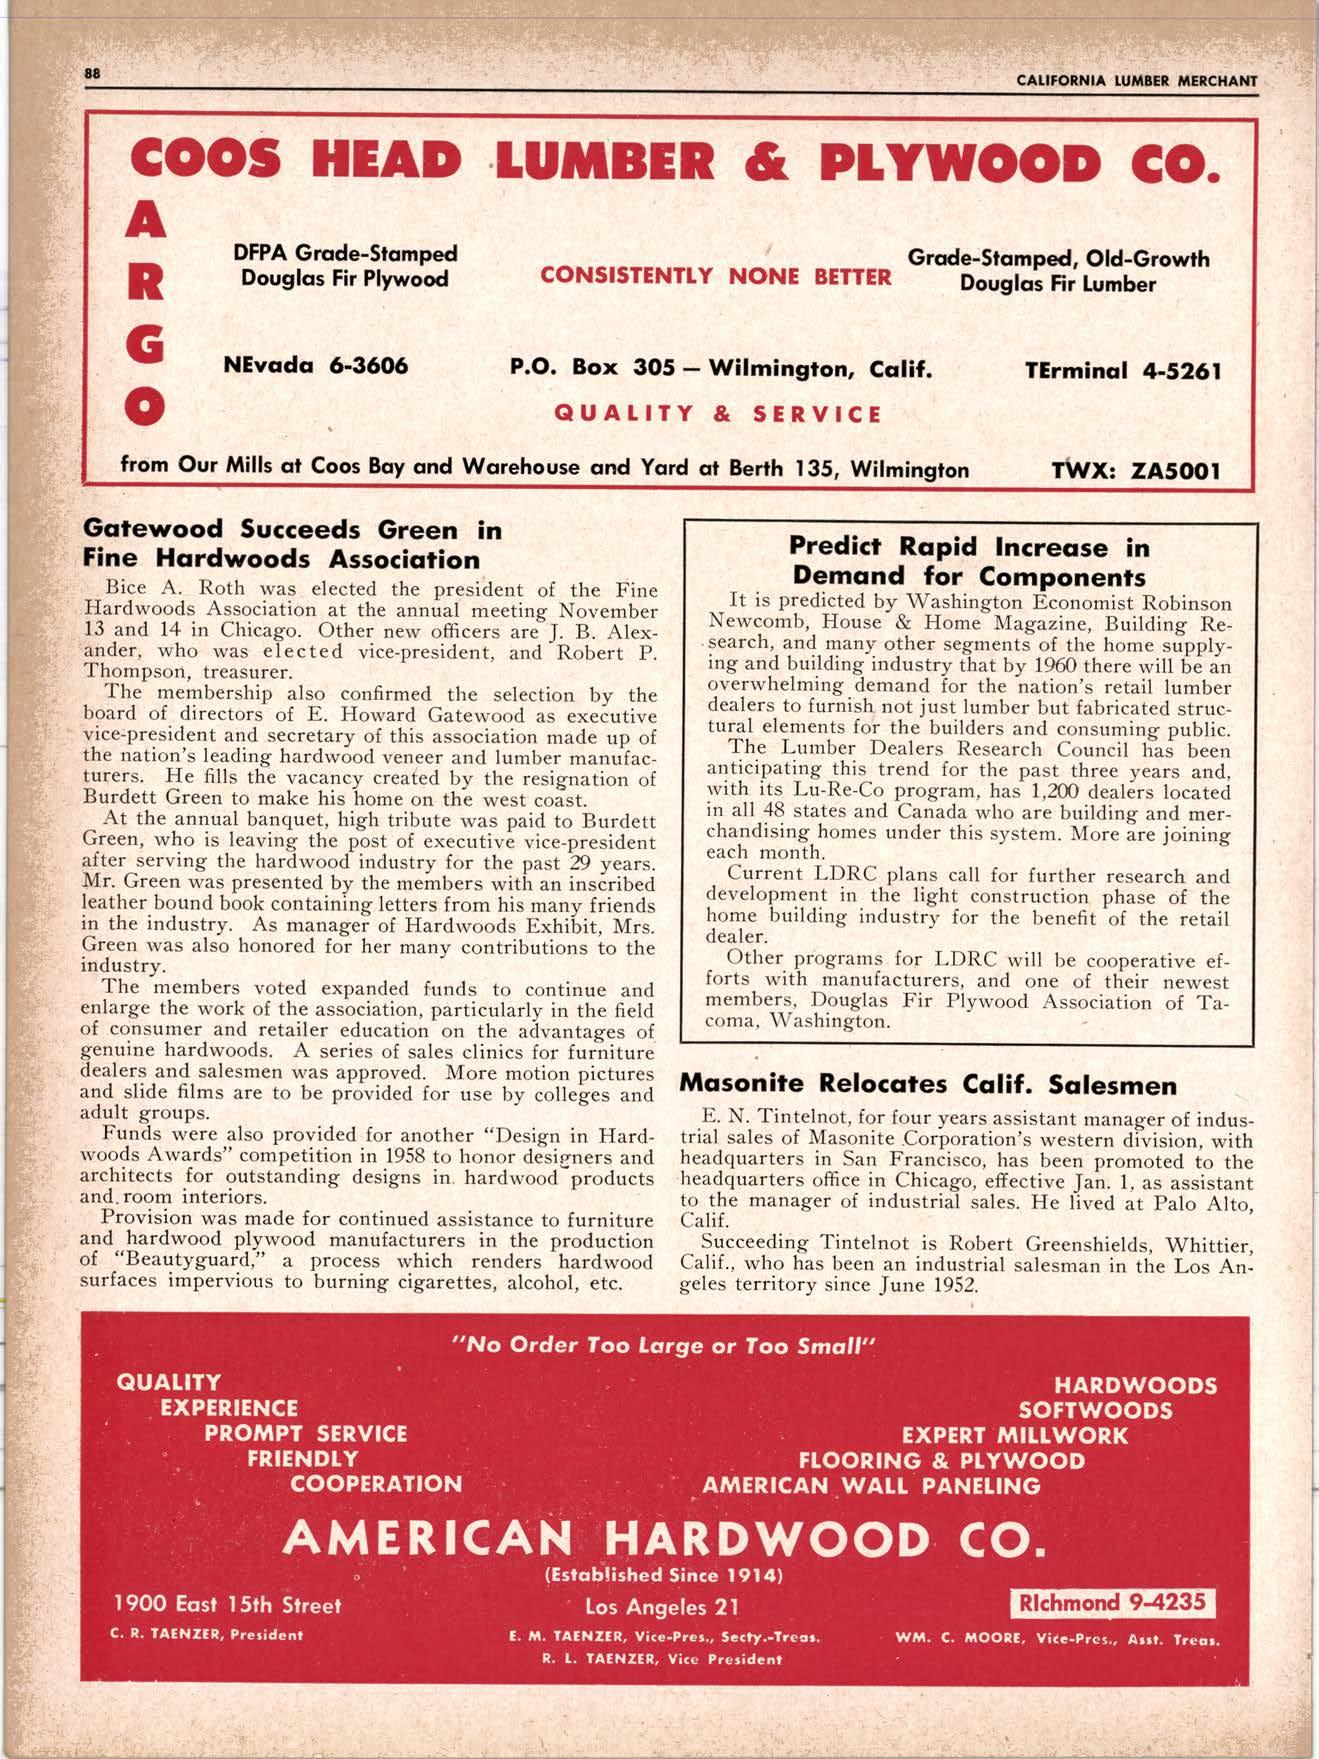 88
CALIFORNIA LUMBER MERCHANT
COOS HEAD LUMBER & PLYWOOD CO.
A
R
G
O
DFPA Grade-Stamped
Douglas Fir Plywood
CONSISTENTLY NONE BETTER
Grade-Stamped, Old-Growth
Douglas Fir Lumber
NEvada 6-3606
P.O. Box 305 — Wilmington, Calif.
TErminal 4-5261
QUALITY & SERVICE
from Our Mills at Coos Bay and Warehouse and Yard at Berth 135, Wilmington
TWX: ZA5001
Gatewood Succeeds Green in
Fine Hardwoods Association
Bice A. Roth was elected the president of the Fine
Hardwoods Association at the annual meeting November
13 and 14 in Chicago. Other new officers are J. B. Alex-
ander, who was elected vice-president, and Robert P.
Thompson, treasurer.
The membership also confirmed the selection by the
board of directors of E. Howard Gatewood as executive
vice-president and secretary of this association made up of
the nation's leading hardwood veneer and lumber manufac-
turers. He fills the vacancy created by the resignation of
Burdett Green to make his home on the west coast.
At the annual banquet, high tribute was paid to Burdett
Green, who is leaving the post of executive vice-president
after serving the hardwood industry for the past 29 years.
Mr. Green was presented by the members with an inscribed
leather bound book containing letters from his many friends
in the industry. As manager of Hardwoods Exhibit, Mrs.
Green was also honored for her many contributions to the
industry.
The members voted expanded funds to continue and
enlarge the work of the association, particularly in the field
of consumer and retailer education on the advantages of
genuine hardwoods. A series of sales clinics for furniture
dealers and salesmen was approved. More motion pictures
and slide films are to be provided for use by colleges and
adult groups.
Funds were also provided for another "Design in Hard-
woods Awards" competition in 1958 to honor designers and
architects for outstanding designs in hardwood products
and room interiors.
Provision was made for continued assistance to furniture
and hardwood plywood manufacturers in the production
of "Beautyguard," a process which renders hardwood
surfaces impervious to burning cigarettes, alcohol, etc.
Predict Rapid Increase in
Demand for Components
It is predicted by Washington Economist Robinson
Newcomb, House & Home Magazine, Building Re-
search, and many other segments of the home supply-
ing and building industry that by 1960 there will be an
overwhelming demand for the nation's retail lumber
dealers to furnish not just lumber but fabricated struc-
tural elements for the builders and consuming public.
The Lumber Dealers Research Council has been
anticipating this trend for the past three years and,
with its Lu-Re-Co program, has 1,200 dealers located
in all 48 states and Canada who are building and mer-
chandising homes under this system. More are joining
each month.
Current LDRC plans call for further research and
development in the light construction phase of the
home building industry for the benefit of the retail
dealer.
Other programs for LDRC will be cooperative ef-
forts with manufacturers, and one of their newest
members, Douglas Fir Plywood Association of Ta-
coma, Washington.
Masonite Relocates Calif. Salesmen
E. N. Tintelnot, for four years assistant manager of indus-
trial sales of Masonite Corporation's western division, with
headquarters in San Francisco, has been promoted to the
headquarters office in Chicago, effective Jan. 1, as assistant
to the manager of industrial sales. He lived at Palo Alto,
Calif.
Succeeding Tintelnot is Robert Greenshields, Whittier,
Calif., who has been an industrial salesman in the Los An-
geles territory since June 1952.
"No Order Too Large or Too Small"
QUALITY
EXPERIENCE
PROMPT SERVICE
FRIENDLY
COOPERATION
HARDWOODS
SOFTWOODS
EXPERT MILLWORK
FLOORING & PLYWOOD
AMERICAN WALL PANELING
AMERICAN HARDWOOD CO.
(Established Since 1914)
1900 East 15th Street
Los Angeles 21
RIchmond 9-4235
C. R. TAENZER, President
E. M. TAENZER, Vice-Pres., Secty.-Treas.
WM. C. MOORE, Vice-Pres., Asst. Treas.
R. L. TAENZER, Vice President